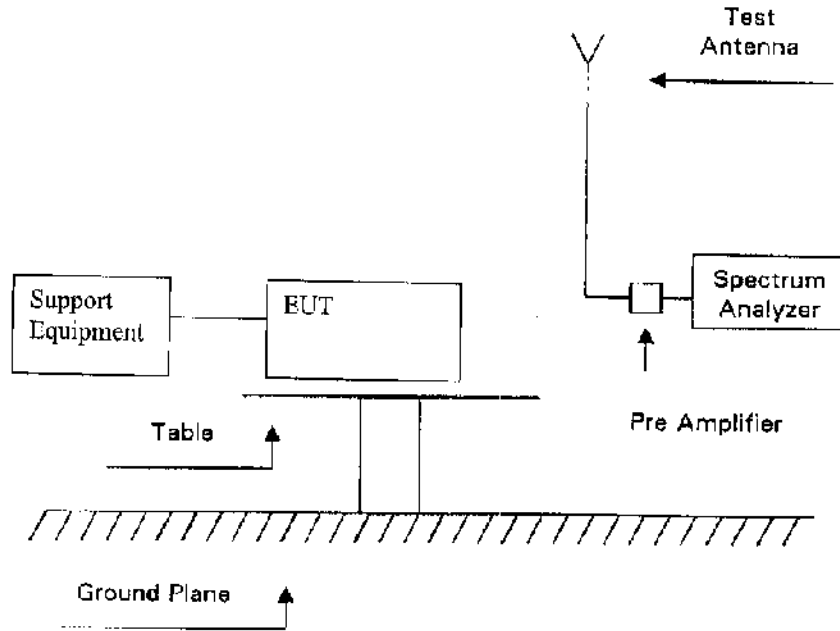 Test
Antenna
Support
Equipment
EUT
Spectrum
Analyzer
Pre Amplifier
Table
Ground Plane